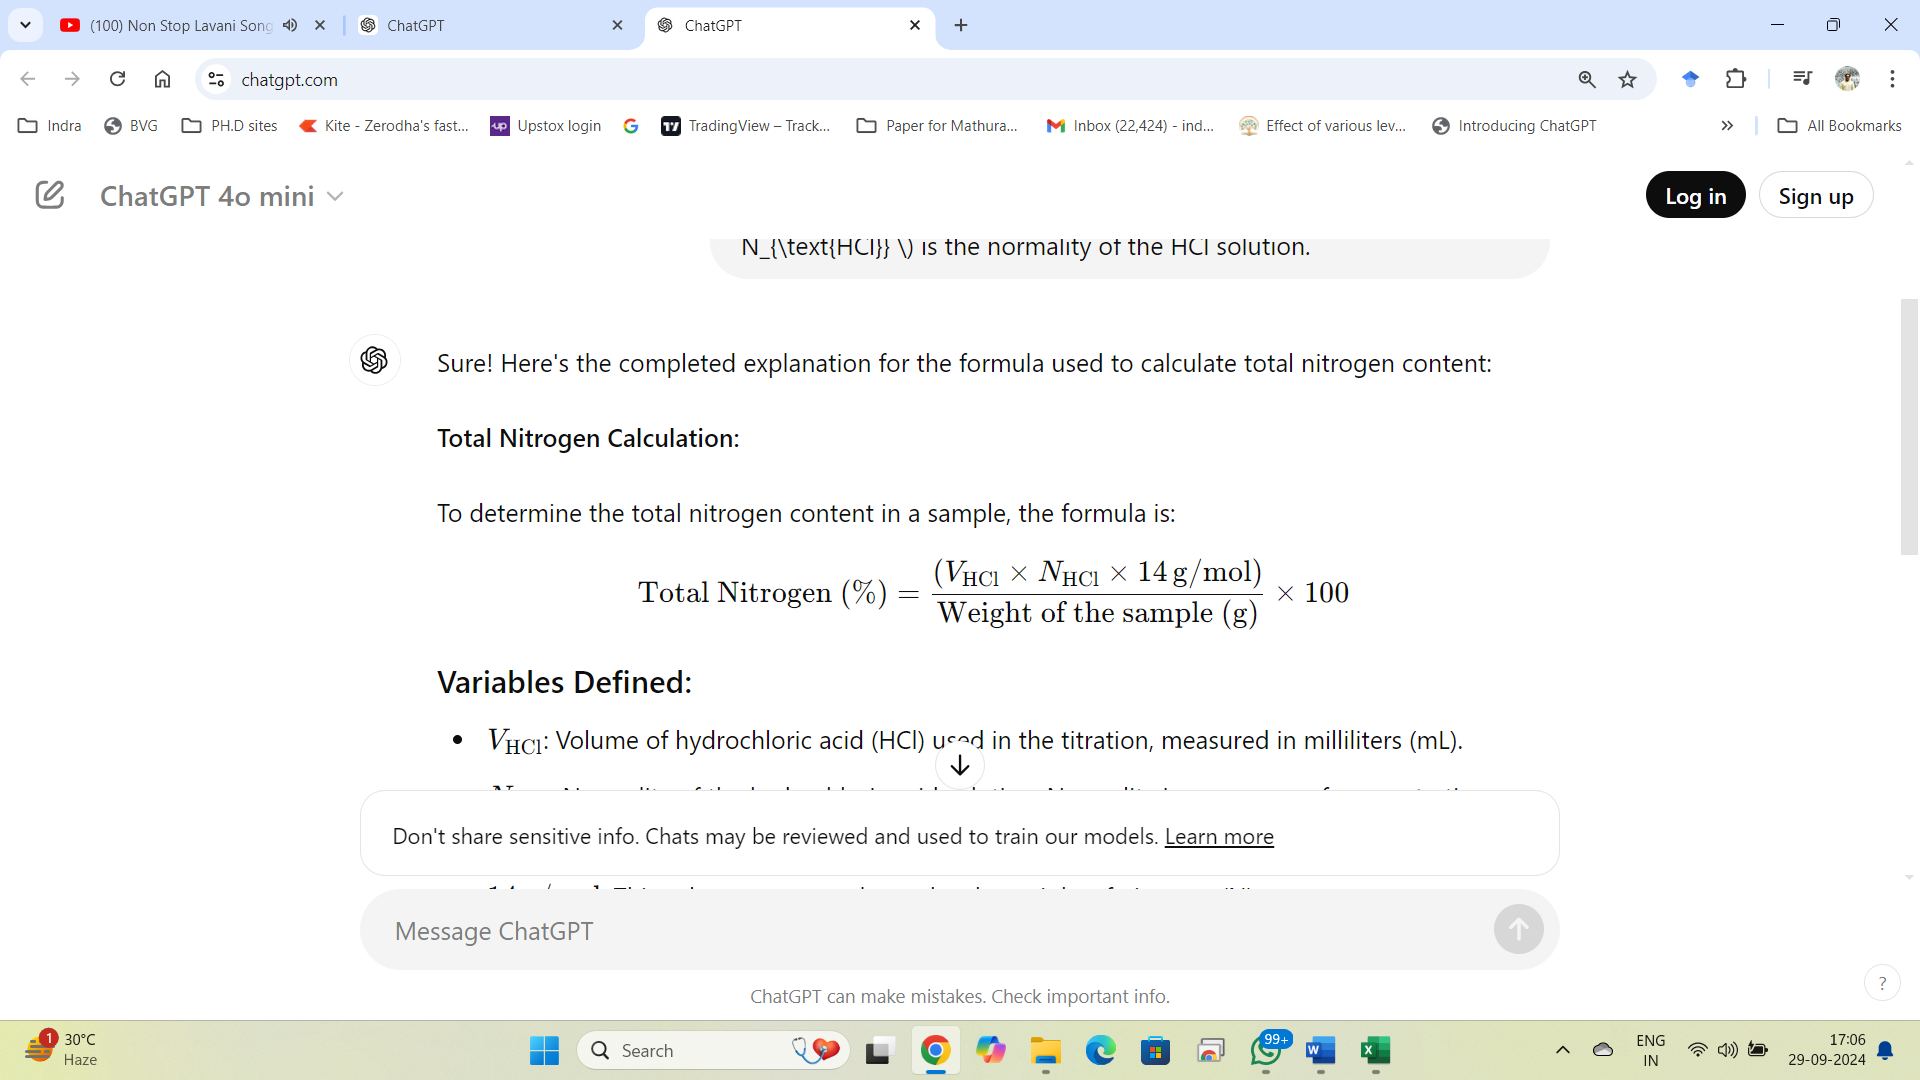 (100) Non Stop Lavani Song
ChatGPT
ChatGPT
chatgpt.com
Indra
BVG
PH.D sites
Kite - Zerodha's fast...
up Upstox login
TradingView – Track...
Paper for Mathura...
Inbox (22,424) - ind...
Effect of various lev...
Introducing ChatGPT
All Bookmarks
ChatGPT 4o mini
Log in
Sign up
N_{\text{HCl}} \) is the normality of the HCl solution.
Sure! Here's the completed explanation for the formula used to calculate total nitrogen content:
Total Nitrogen Calculation:
To determine the total nitrogen content in a sample, the formula is:
Total Nitrogen (%) = (V_HCl × N_HCl × 14 g/mol) / Weight of the sample (g) × 100
Variables Defined:
• V_HCl: Volume of hydrochloric acid (HCl) used in the titration, measured in milliliters (mL).
Don't share sensitive info. Chats may be reviewed and used to train our models. Learn more
Message ChatGPT
ChatGPT can make mistakes. Check important info.
?
1
30°C
Haze
Search
99+
ENG
IN
17:06
29-09-2024